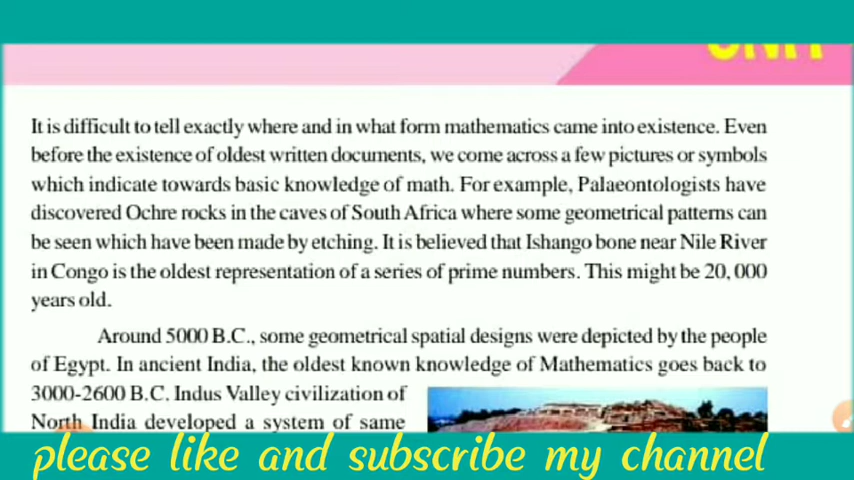 UNIT
It is difficult to tell exactly where and in what form mathematics came into existence. Even
before the existence of oldest written documents, we come across a few pictures or symbols
which indicate towards basic knowledge of math. For example, Palaeontologists have
discovered Ochre rocks in the caves of South Africa where some geometrical patterns can
be seen which have been made by etching. It is believed that Ishango bone near Nile River
in Congo is the oldest representation of a series of prime numbers. This might be 20, 000
years old.
Around 5000 B.C., some geometrical spatial designs were depicted by the people
of Egypt. In ancient India, the oldest known knowledge of Mathematics goes back to
3000-2600 B.C. Indus Valley civilization of
North India developed a system of same
please like and subscribe my channel